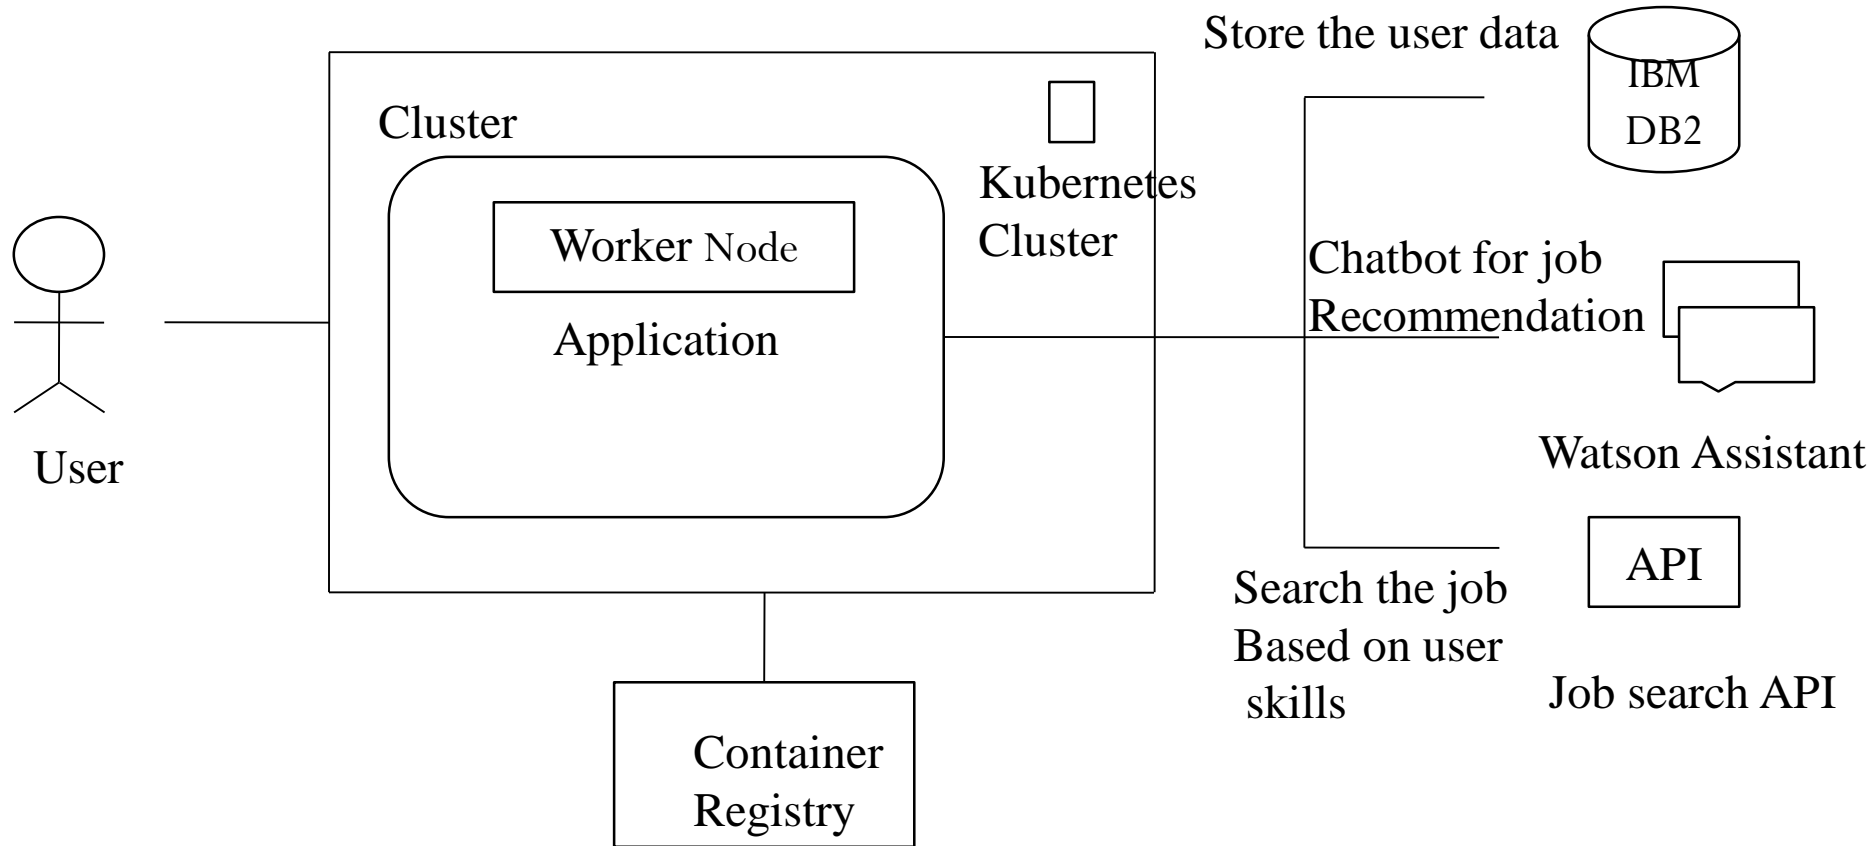 Store the user data
IBM
DB2
Cluster
Kubernetes
Cluster
Worker Node
Application
Chatbot for job
Recommendation
User
Watson Assistant
API
Search the job
Based on user
skills
Job search API
Container
Registry